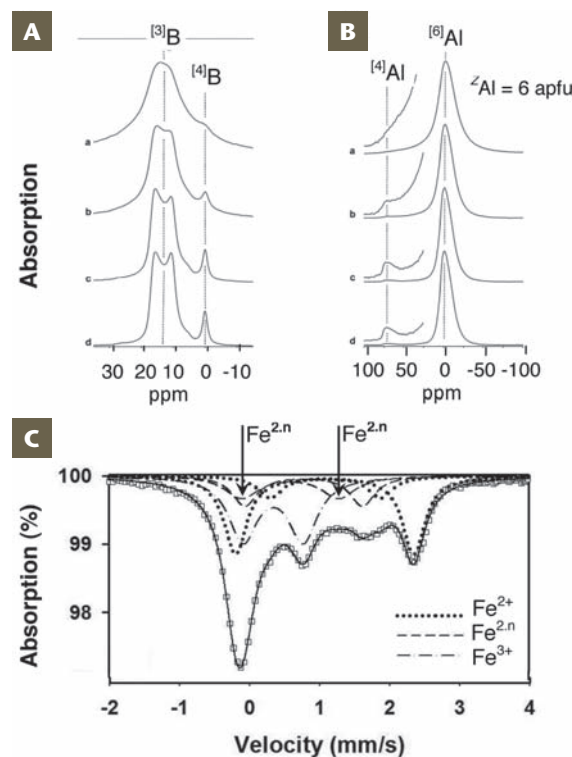 A
[3]B
[4]B
a
b
c
d
30 20 10 0 -10
ppm
Absorption
B
[6]Al
[4]Al
ZAl = 6 apfu
a
b
c
d
100 50 0 -50 -100
ppm
C
Fe2.n Fe2.n
100
99
98
Absorption (%)
Fe2+
Fe2.n
Fe3+
-2 -1 0 1 2 3 4
Velocity (mm/s)